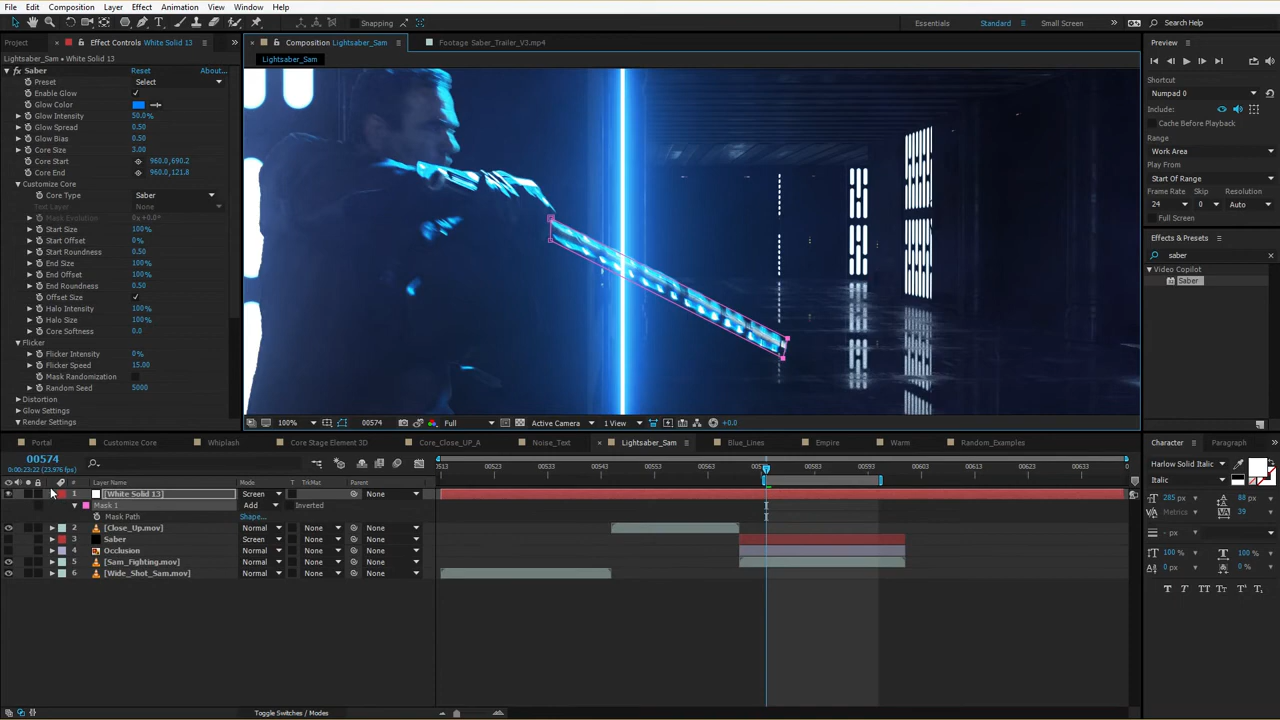 File Edit Composition Layer Effect Animation View Window Help
Snapping Essentials Standard Small Screen Search Help
Project Effect Controls White Solid 13 Composition Lightsaber_Sam Footage Saber_Trailer_V3.mp4 Preview
Lightsaber_Sam • White Solid 13
Lightsaber_Sam
fx Saber Reset About...
Preset Select
Enable Glow
Glow Color
Glow Intensity 50.0%
Glow Spread 0.50
Glow Bias 0.50
Core Size 3.00
Core Start 960.0,690.2
Core End 960.0,121.8
Customize Core
Core Type Saber
Text Layer None
Mask Evolution 0x+0.0°
Start Size 100%
Start Offset 0%
Start Roundness 0.50
End Size 100%
End Offset 100%
End Roundness 0.50
Offset Size
Halo Intensity 100%
Halo Size 100%
Core Softness 0.0
Flicker
Flicker Intensity 0%
Flicker Speed 15.00
Mask Randomization
Random Seed 5000
Distortion
Glow Settings
Render Settings
Shortcut
Numpad 0
Include:
Cache Before Playback
Range
Work Area
Play From
Start Of Range
Frame Rate Skip Resolution
24 0 Auto
Full Screen
Effects & Presets
saber
Video Copilot
Saber
100% 00574 Full Active Camera 1 View +0.0
Portal Customize Core Whiplash Core Stage Element 3D Core_Close_UP_A Noise_Text Lightsaber_Sam Blue_Lines Empire Warm Random_Examples
00574
0:00:23:22 (23.976 fps)
513 00523 00533 00543 00553 00563 00583 00593 00603 00613 00623 00633
# Layer Name Mode T TrkMat Parent
1 [White Solid 13] Screen None
Mask 1 Add Inverted
Mask Path Shape...
2 [Close_Up.mov] Normal None None
3 Saber Screen None None
4 Occlusion Normal None None
5 [Sam_Fighting.mov] Normal None None
6 [Wide_Shot_Sam.mov] Normal None None
Toggle Switches / Modes
Character Paragraph
Harlow Solid Italic
Italic
285 px 88 px
Metrics 39
- px
100% 100%
0 px 0%
T T TT Tt T¹ T₁